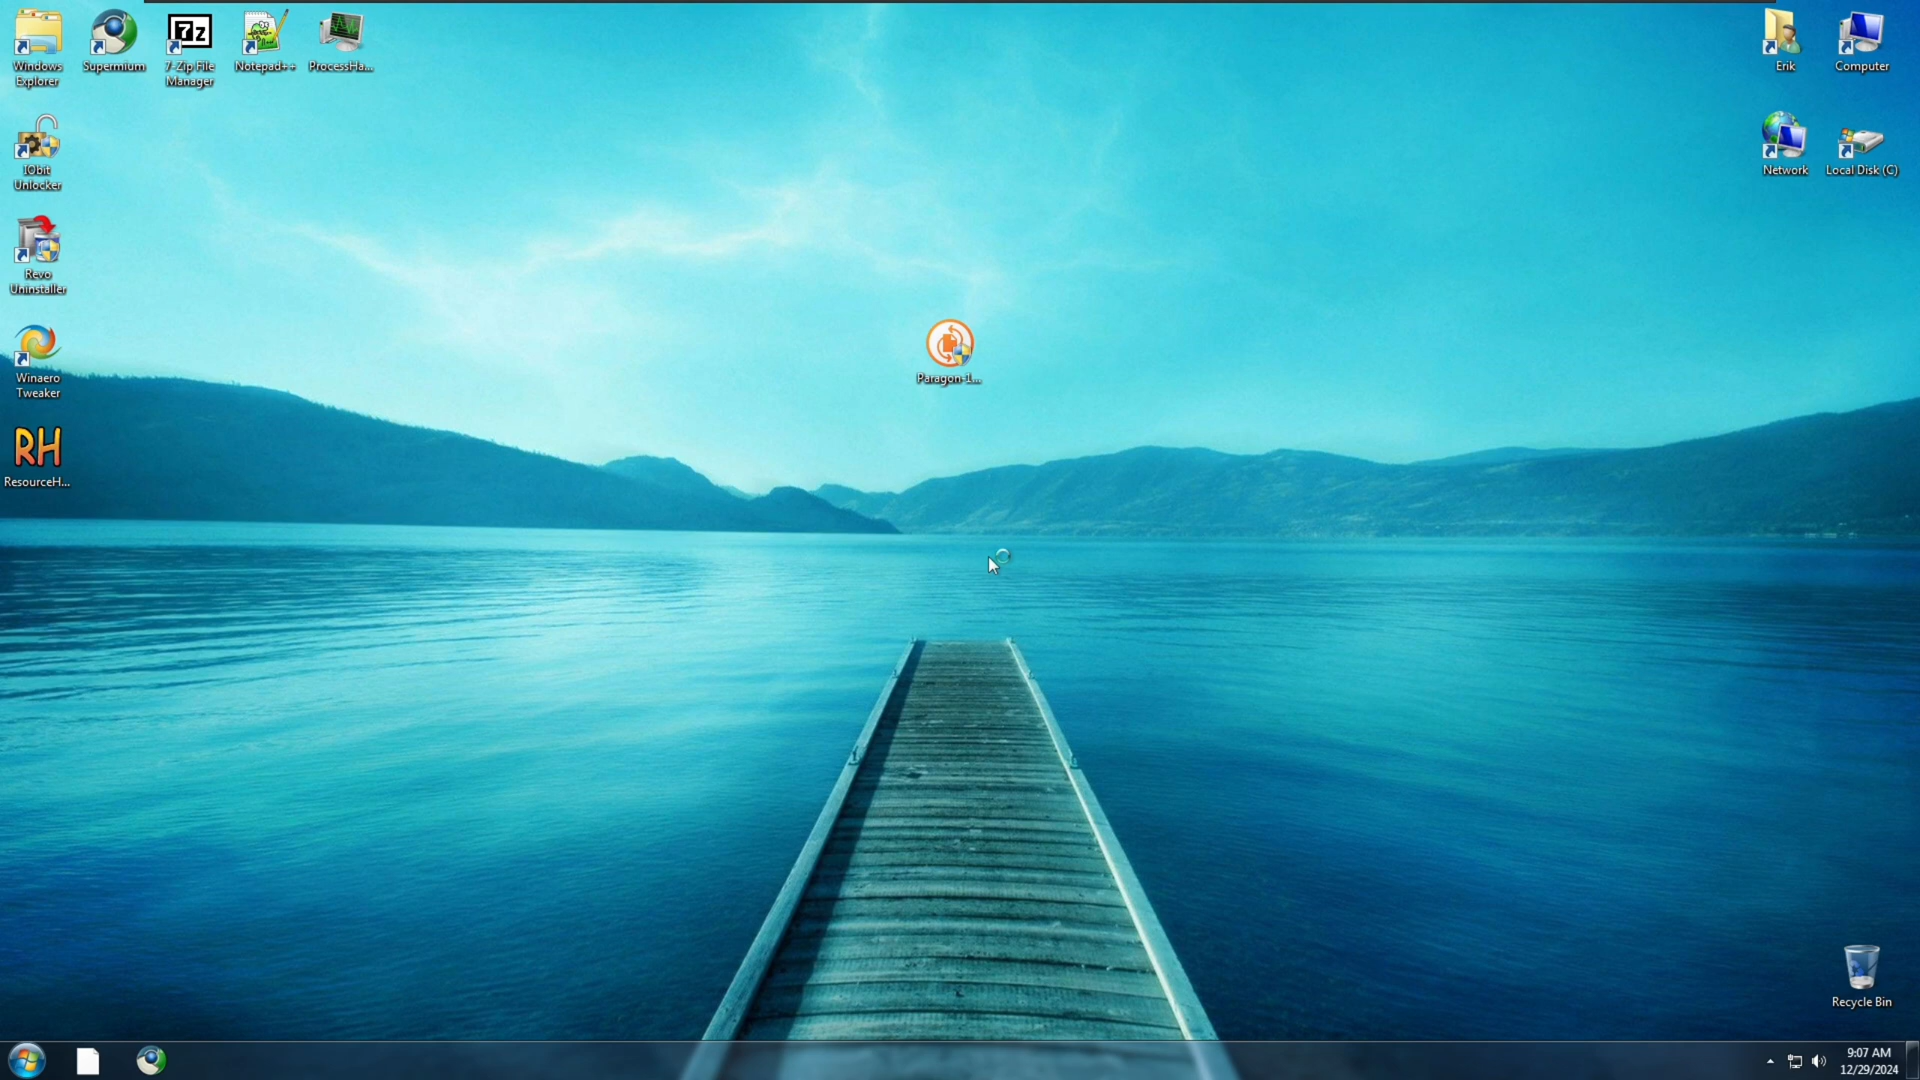 Windows
Explorer
Supermium
7-Zip File
Manager
Notepad++
ProcessHa...
Erik
Computer
IObit
Unlocker
Network
Local Disk (C)
Revo
Uninstaller
Winaero
Tweaker
Paragon-1...
RH
ResourceH...
Recycle Bin
9:07 AM
12/29/2024